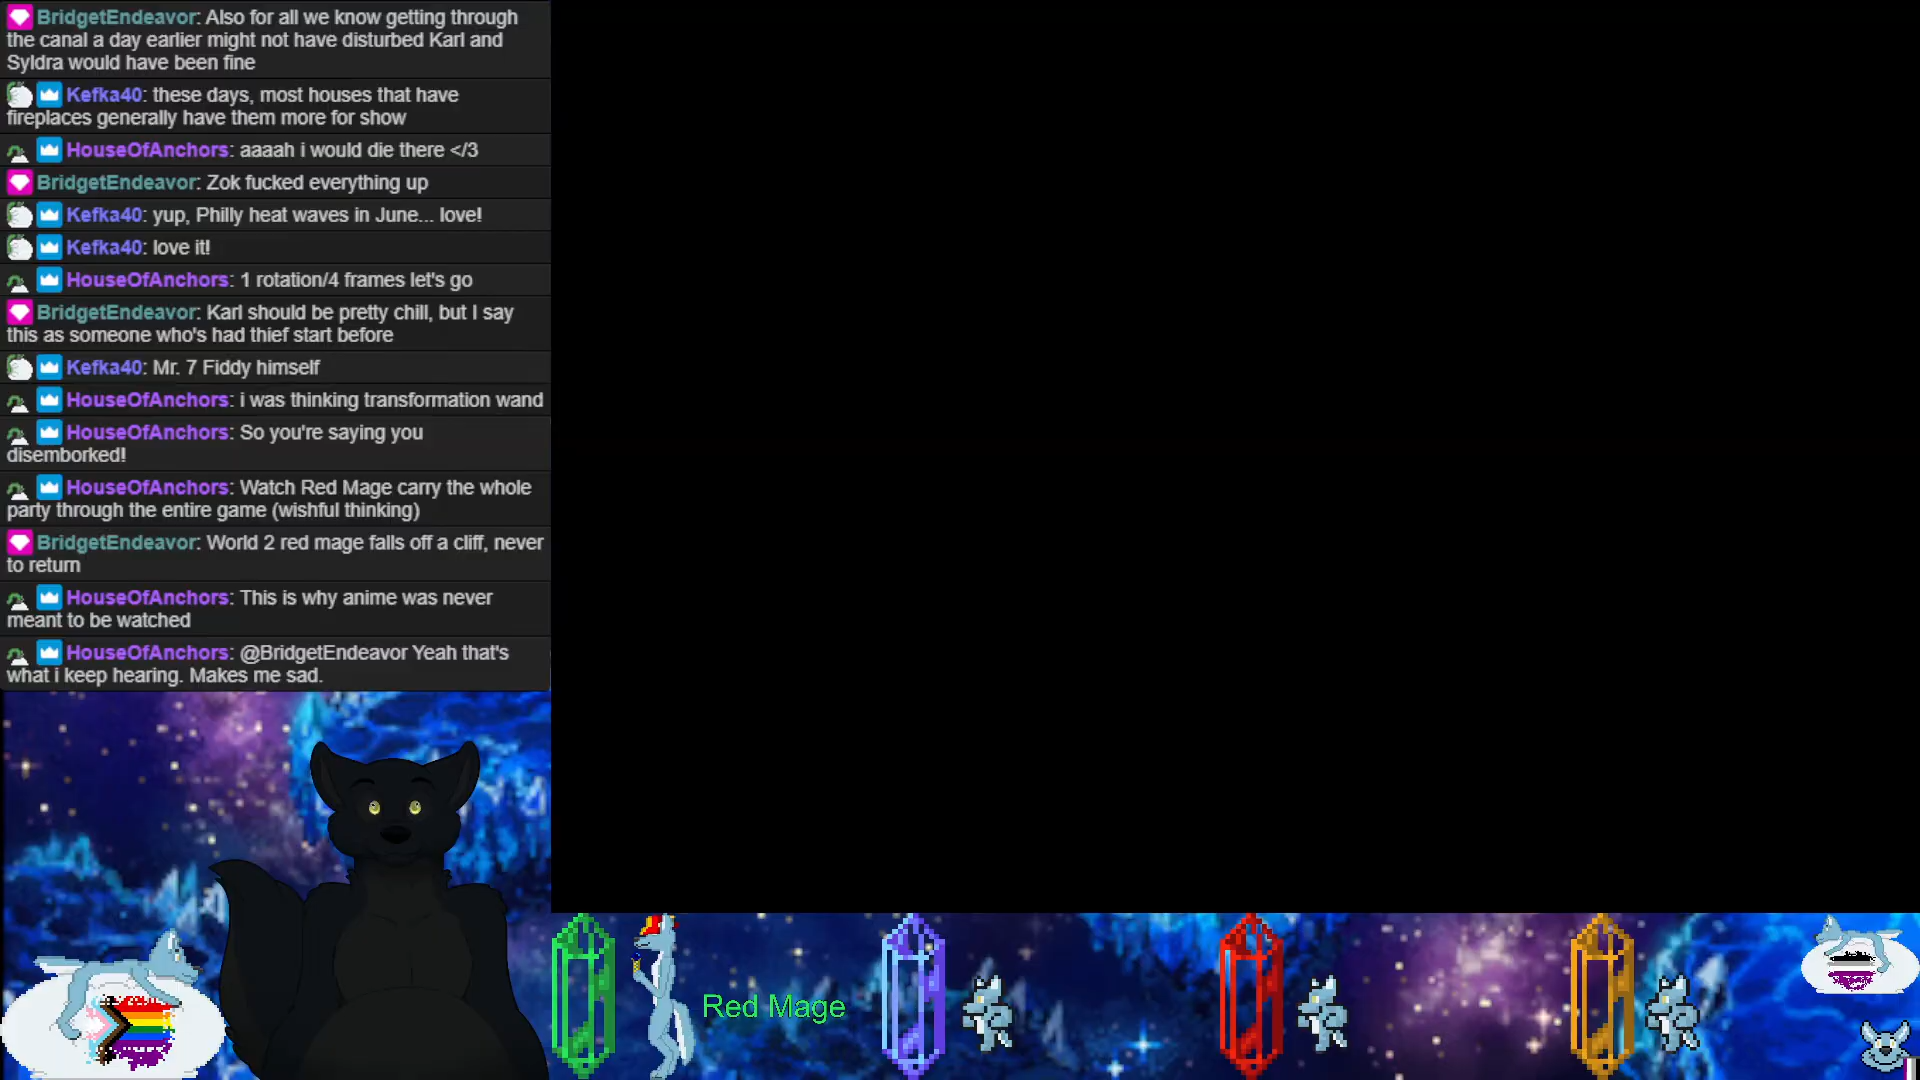 BridgetEndeavor: Also for all we know getting through
the canal a day earlier might not have disturbed Karl and
Syldra would have been fine
Kefka40: these days, most houses that have
fireplaces generally have them more for show
HouseOfAnchors: aaaah i would die there </3
BridgetEndeavor: Zok fucked everything up
Kefka40: yup, Philly heat waves in June... love!
Kefka40: love it!
HouseOfAnchors: 1 rotation/4 frames let's go
BridgetEndeavor: Karl should be pretty chill, but I say
this as someone who's had thief start before
Kefka40: Mr. 7 Fiddy himself
HouseOfAnchors: i was thinking transformation wand
HouseOfAnchors: So you're saying you
disemborked!
HouseOfAnchors: Watch Red Mage carry the whole
party through the entire game (wishful thinking)
BridgetEndeavor: World 2 red mage falls off a cliff, never
to return
HouseOfAnchors: This is why anime was never
meant to be watched
HouseOfAnchors: @BridgetEndeavor Yeah that's
what i keep hearing. Makes me sad.
Red Mage